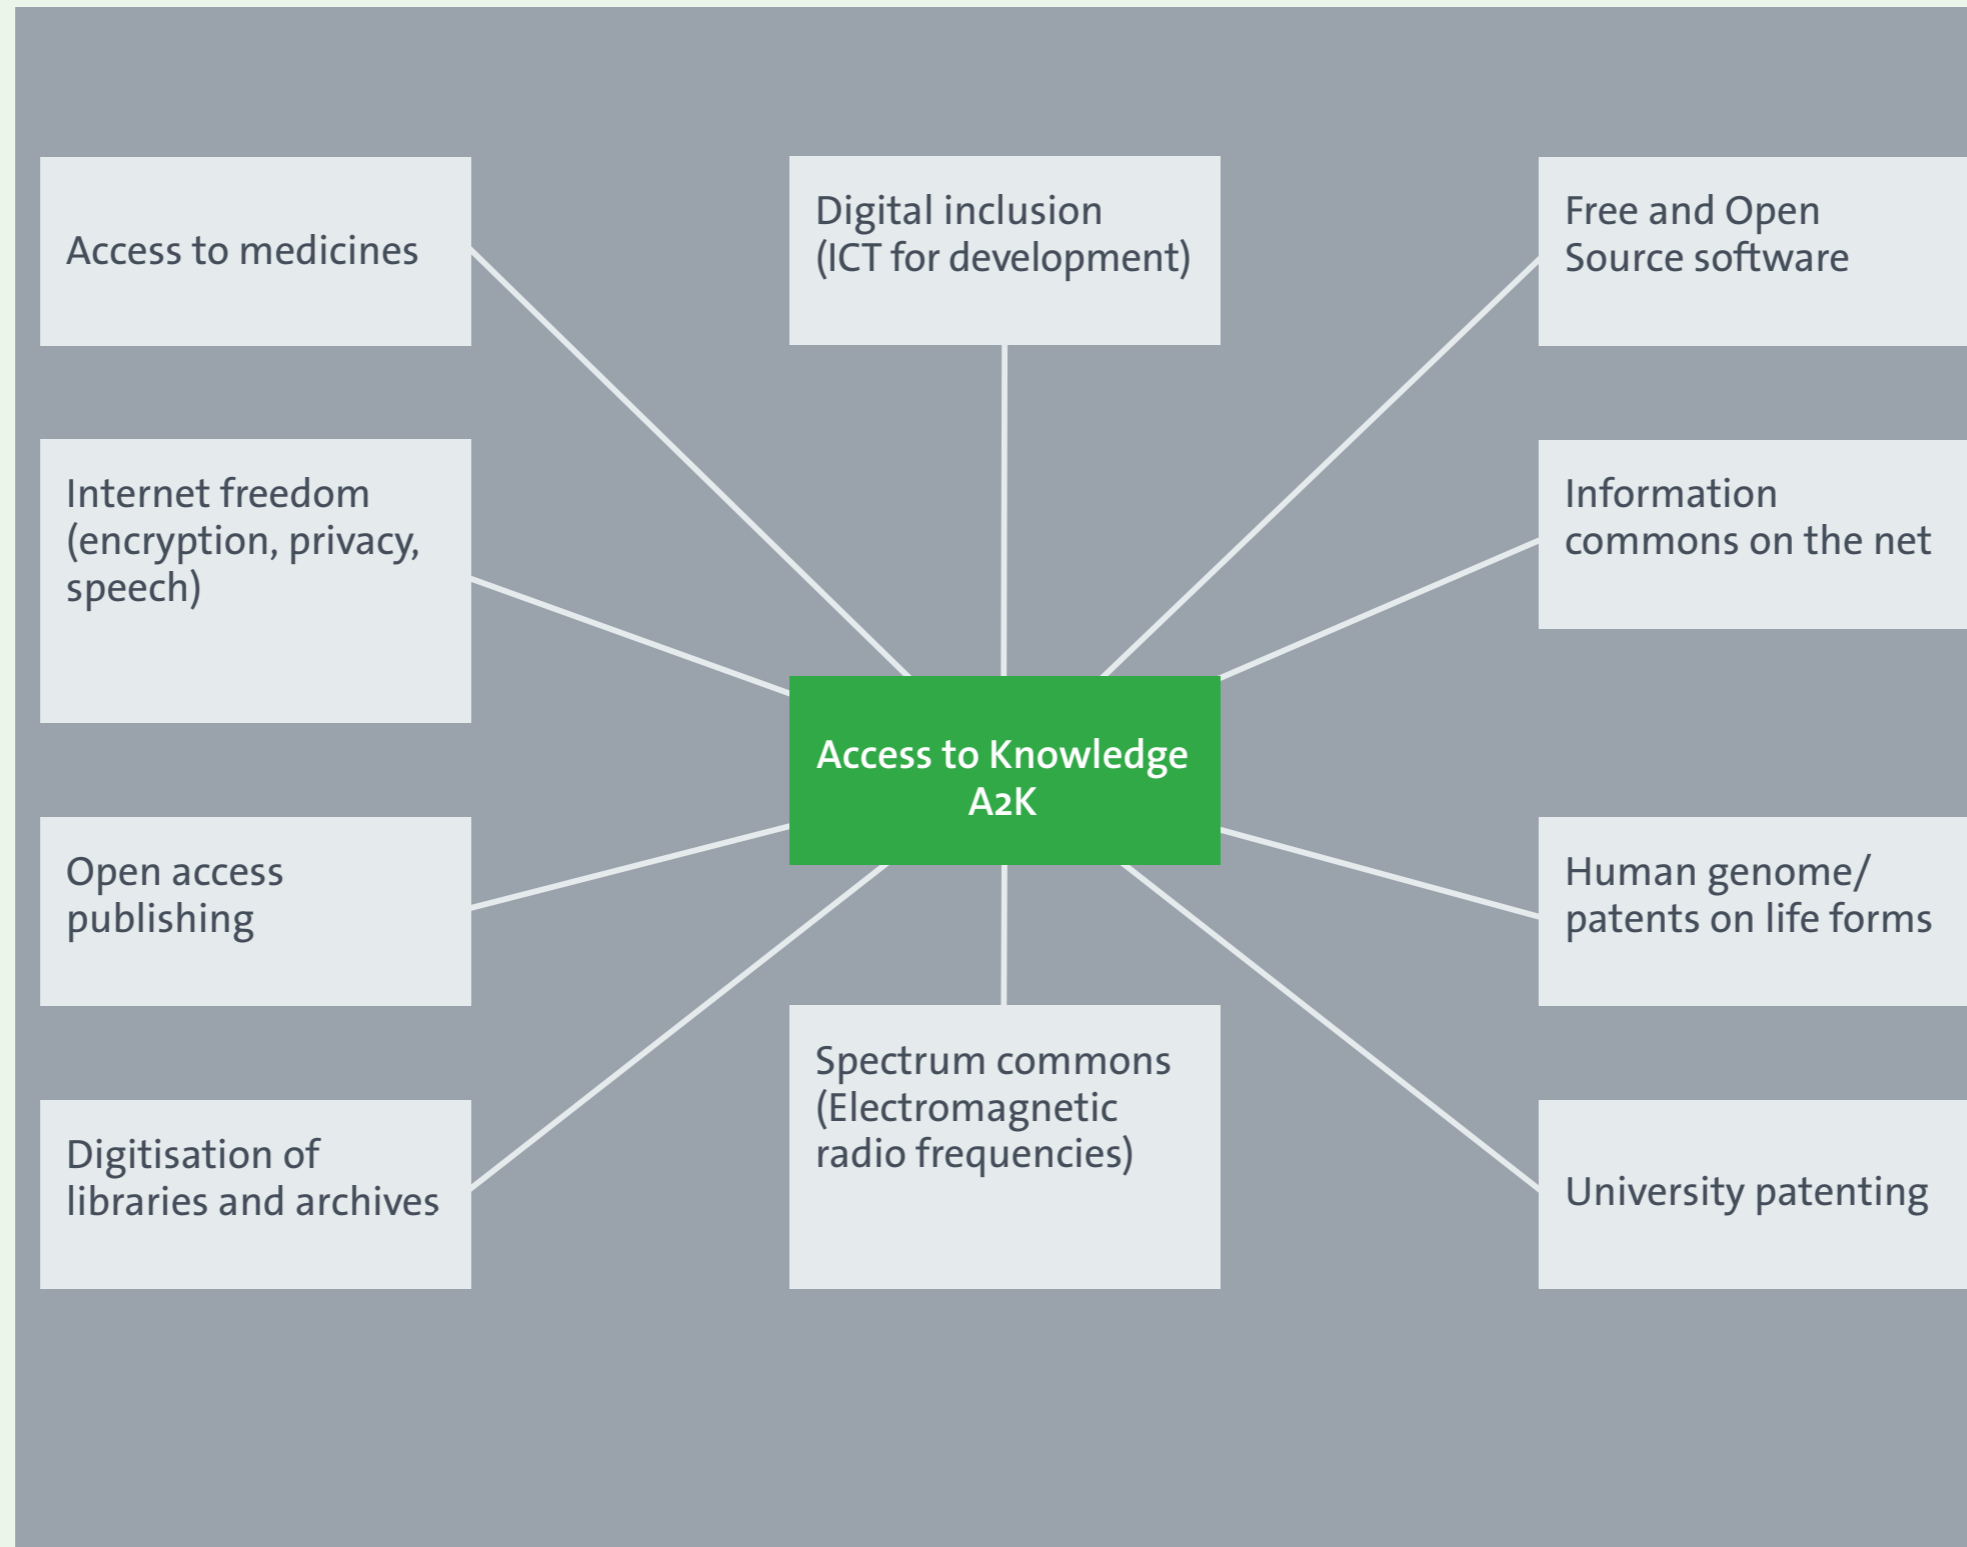 Access to medicines
Digital inclusion
(ICT for development)
Free and Open
Source software
Internet freedom
(encryption, privacy,
speech)
Information
commons on the net
Access to Knowledge
A2K
Open access
publishing
Human genome/
patents on life forms
Spectrum commons
(Electromagnetic
radio frequencies)
Digitisation of
libraries and archives
University patenting